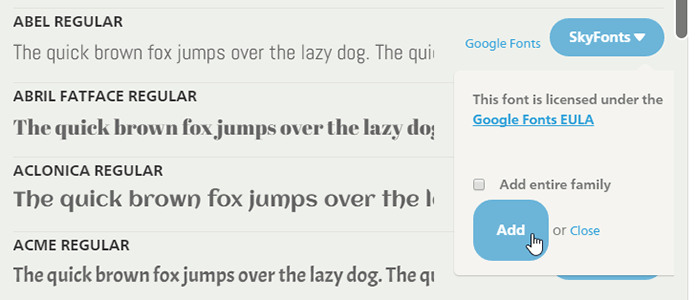 ABEL REGULAR
The quick brown fox jumps over the lazy dog. The qui
Google Fonts
SkyFonts
ABRIL FATFACE REGULAR
The quick brown fox jumps over the lazy dog
This font is licensed under the
Google Fonts EULA
ACLONICA REGULAR
The quick brown fox jumps over the l
Add entire family
Add or Close
ACME REGULAR
The quick brown fox jumps over the lazy dog. The qu